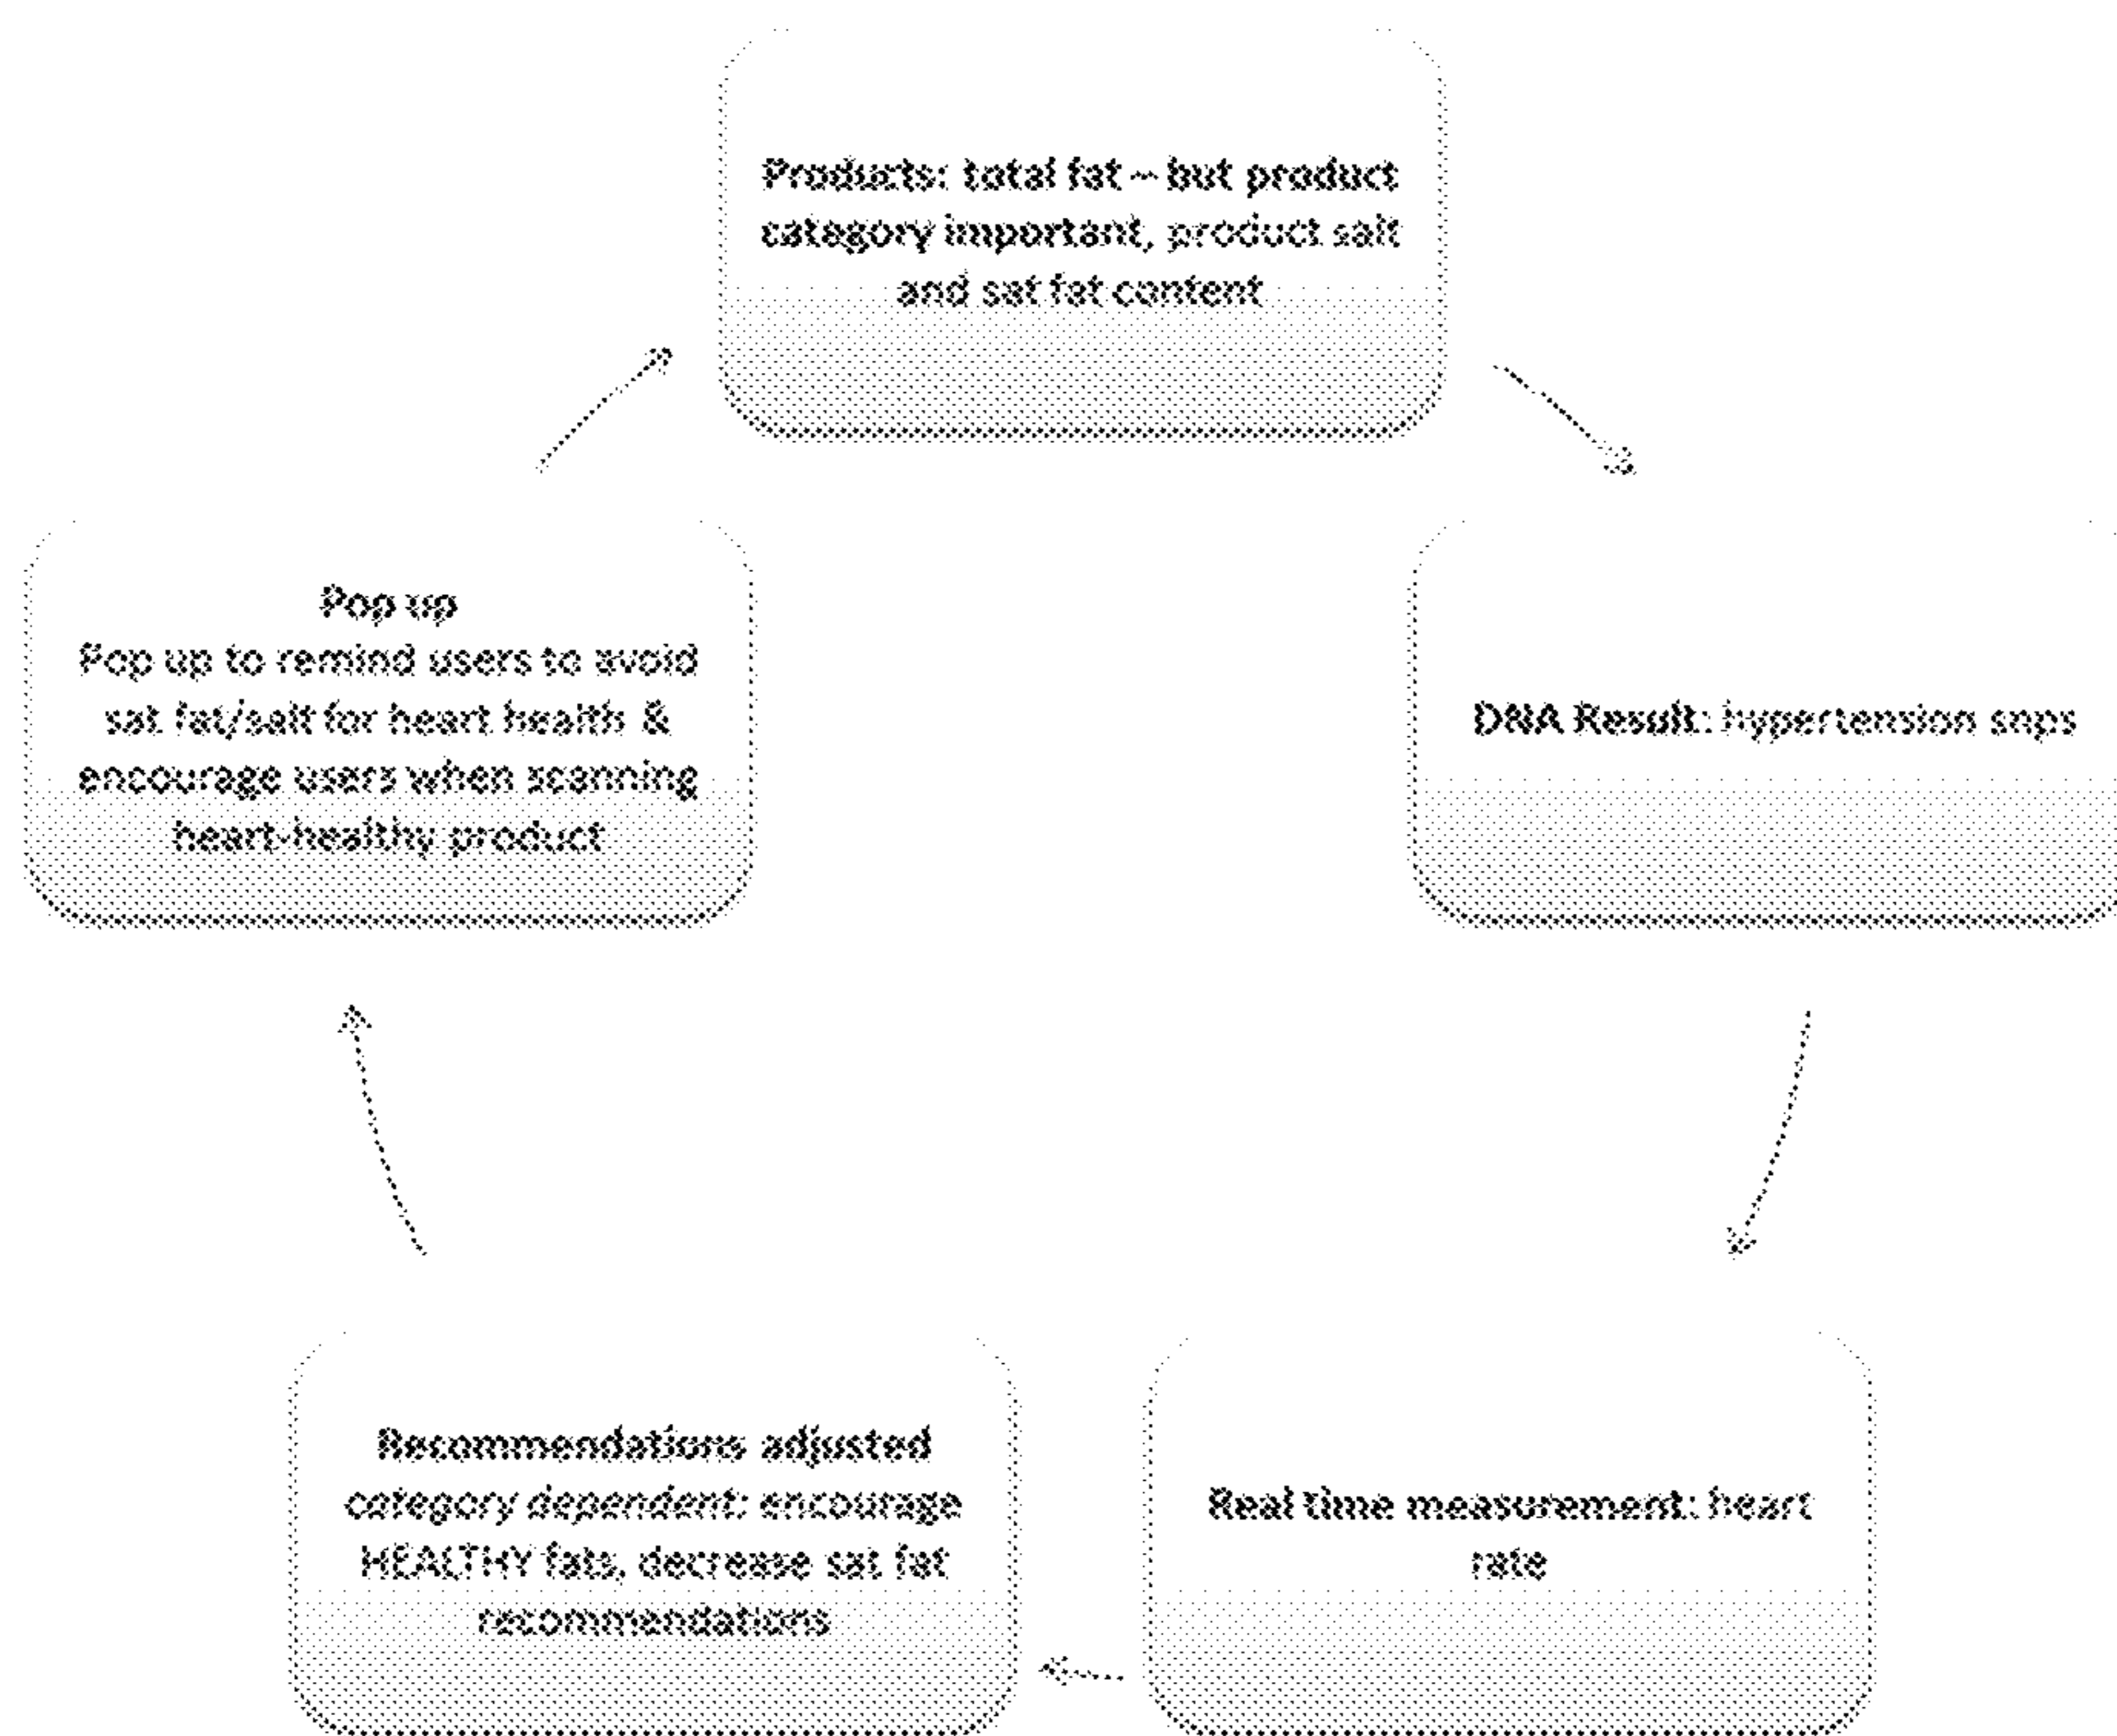 Products: total fat – but product
category important, product salt
and sat fat content
DNA Result: hypertension snps
Real time measurement: heart
rate
Recommendations adjusted
category dependent: encourage
HEALTHY fats, decrease sat fat
recommendations
Pop up
Pop up to remind users to avoid
sat fat/salt for heart health &
encourage users when scanning
heart-healthy product